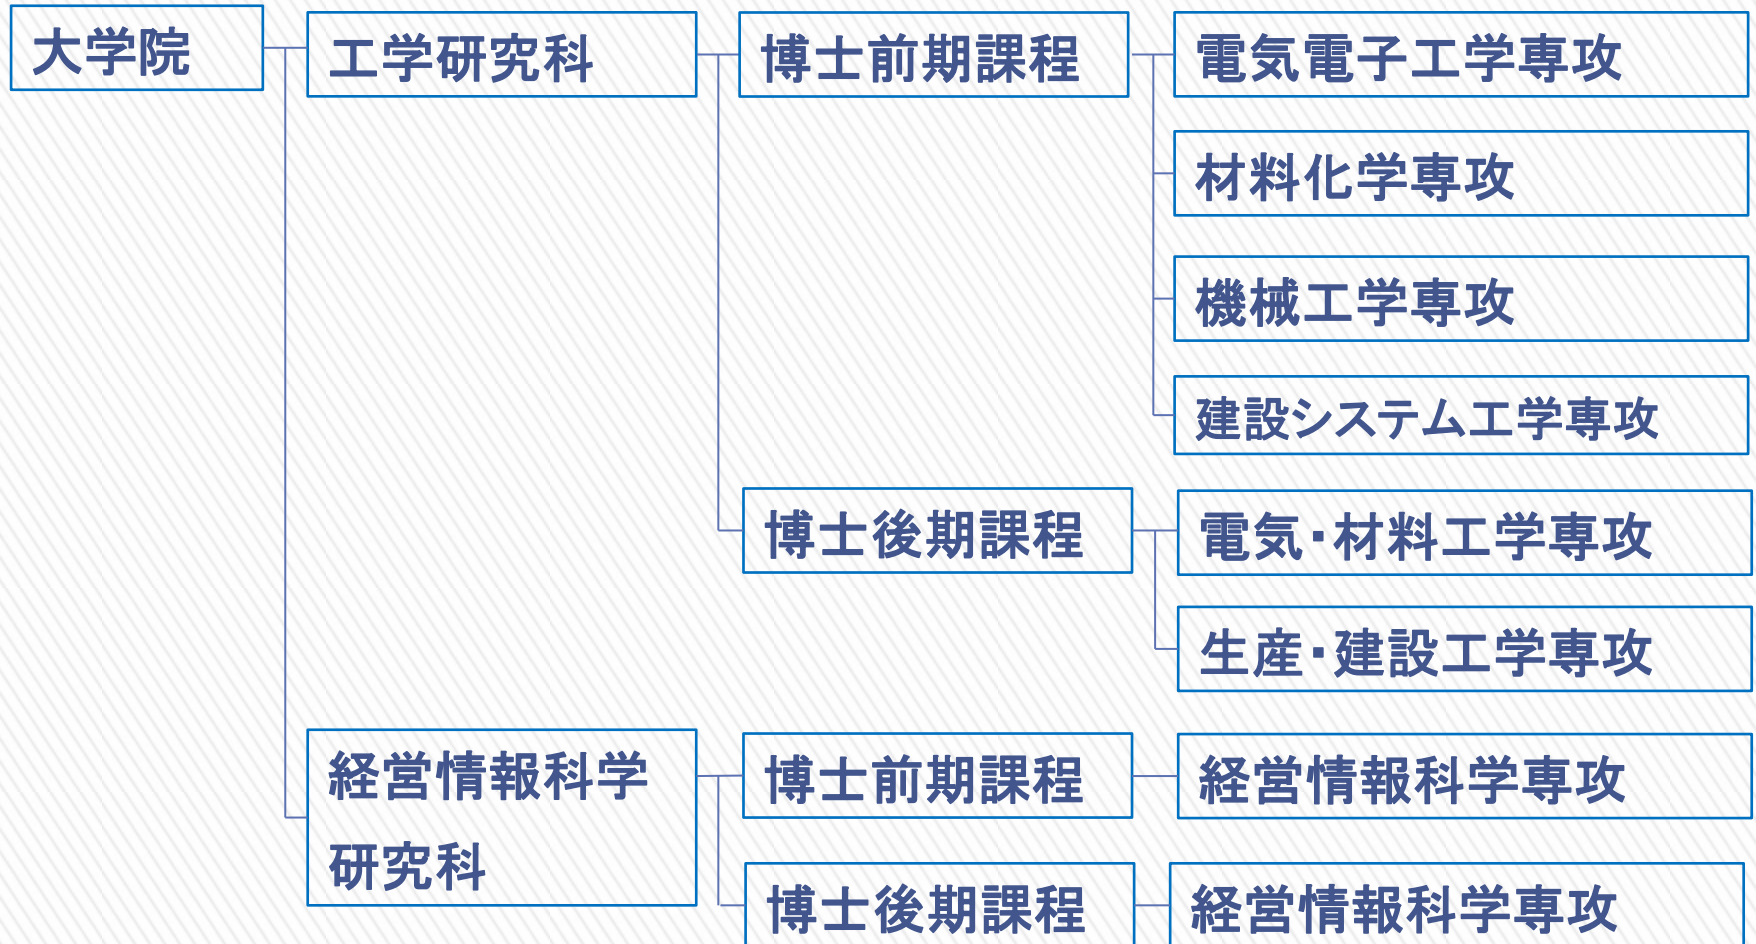 大学院
工学研究科
博士前期課程
電気電子工学専攻
材料化学専攻
機械工学専攻
建設システム工学専攻
博士後期課程
電気・材料工学専攻
生産・建設工学専攻
経営情報科学
研究科
博士前期課程
経営情報科学専攻
博士後期課程
経営情報科学専攻